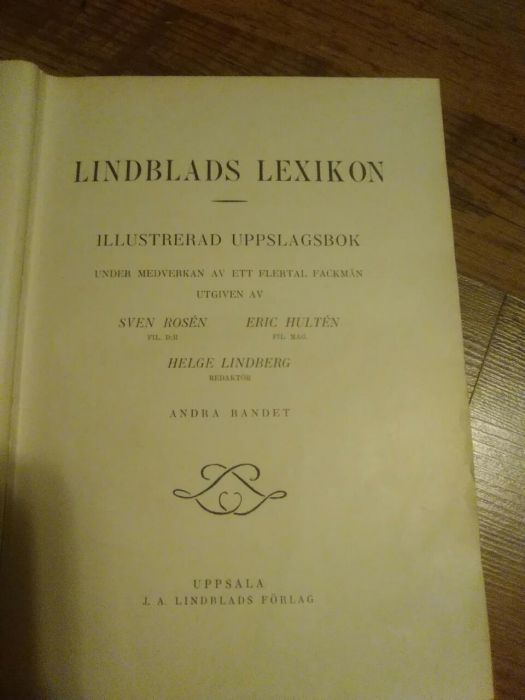 LINDBLADS LEXIKON
ILLUSTRERAD UPPSLAGSBOK
UNDER MEDVERKAN AV ETT FLERTAL FACKMÄN
UTGIVEN AV
SVEN ROSÉN ERIC HULTÉN
FIL. D:R FIL. MAG.
HELGE LINDBERG
REDAKTÖR
ANDRA BANDET
UPPSALA
J. A. LINDBLADS FÖRLAG